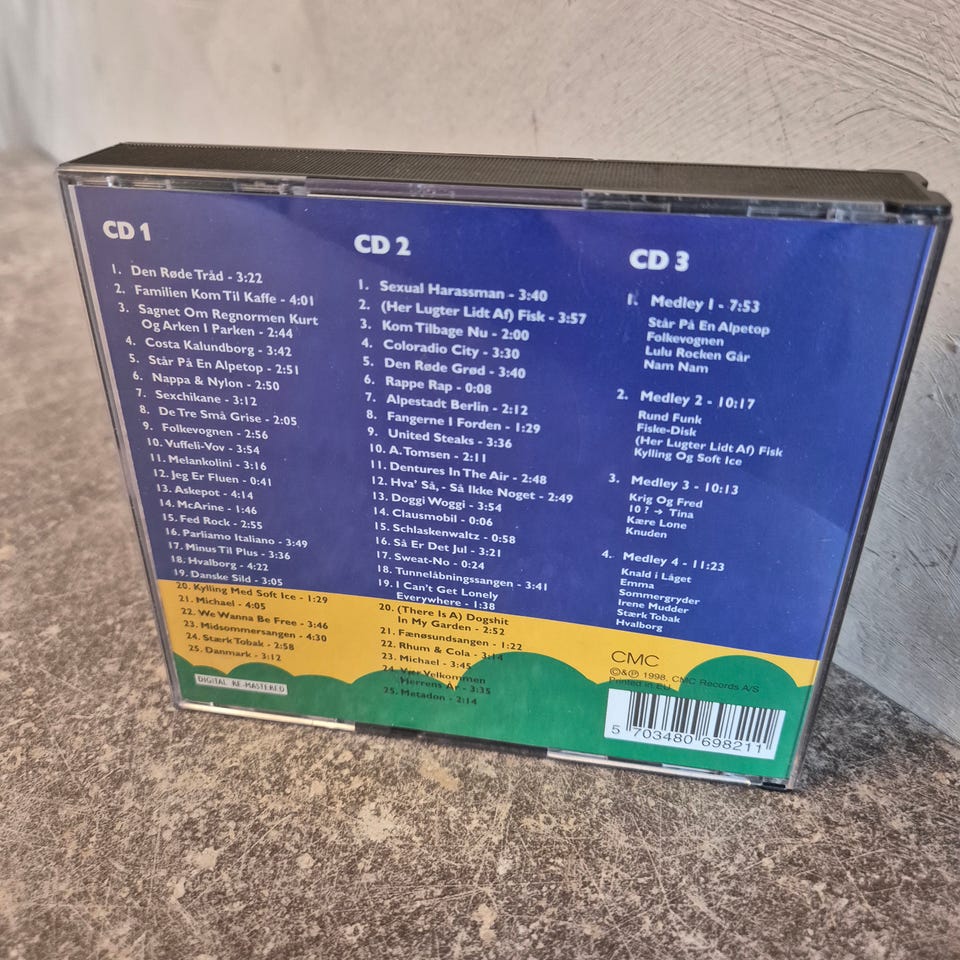 CD 1
1. Den Røde Tråd - 3:22
2. Familien Kom Til Kaffe - 4:01
3. Sagnet Om Regnormen Kurt
Og Arken I Parken - 2:44
4. Costa Kalundborg - 3:42
5. Står På En Alpetop - 2:51
6. Nappa & Nylon - 2:50
7. Sexchikane - 3:12
8. De Tre Små Grise - 2:05
9. Folkevognen - 2:56
10. Vuffeli-Vov - 3:54
11. Melankolini - 3:16
12. Jeg Er Fluen - 0:41
13. Askepot - 4:14
14. McArine - 1:46
15. Fed Rock - 2:55
16. Parliamo Italiano - 3:49
17. Minus Til Plus - 3:36
18. Hvalborg - 4:22
19. Danske Sild - 3:05
20. Kylling Med Soft Ice - 1:29
21. Michael - 4:05
22. We Wanna Be Free - 3:46
23. Midsommersangen - 4:30
24. Stærk Tobak - 2:58
25. Danmark - 3:12
DIGITAL RE-MASTERED
CD 2
1. Sexual Harassman - 3:40
2. (Her Lugter Lidt Af) Fisk - 3:57
3. Kom Tilbage Nu - 2:00
4. Coloradio City - 3:30
5. Den Røde Grød - 3:40
6. Rappe Rap - 0:08
7. Alpestadt Berlin - 2:12
8. Fangerne I Forden - 1:29
9. United Steaks - 3:36
10. A. Tomsen - 2:11
11. Dentures In The Air - 2:48
12. Hva' Så, - Så Ikke Noget - 2:49
13. Doggi Woggi - 3:54
14. Clausmobil - 0:06
15. Schlaskenwaltz - 0:58
16. Så Er Det Jul - 3:21
17. Sweat-No - 0:24
18. Tunnelåbningssangen - 3:41
19. I Can't Get Lonely
Everywhere - 1:38
20. (There Is A) Dogshit
In My Garden - 2:52
21. Fænøsundsangen - 1:22
22. Rhum & Cola - 3:14
23. Michael - 3:45
24. Vær Velkommen
Herrens År - 3:35
25. Metadon - 2:14
CD 3
1. Medley 1 - 7:53
Står På En Alpetop
Folkevognen
Lulu Rocken Går
Nam Nam
2. Medley 2 - 10:17
Rund Funk
Fiske-Disk
(Her Lugter Lidt Af) Fisk
Kylling Og Soft Ice
3. Medley 3 - 10:13
Krig Og Fred
10 ? → Tina
Kære Lone
Knuden
4. Medley 4 - 11:23
Knald i Låget
Emma
Sommergryder
Irene Mudder
Stærk Tobak
Hvalborg
CMC
©&℗ 1998, CMC Records A/S
Printed in EU
5 703480 698211